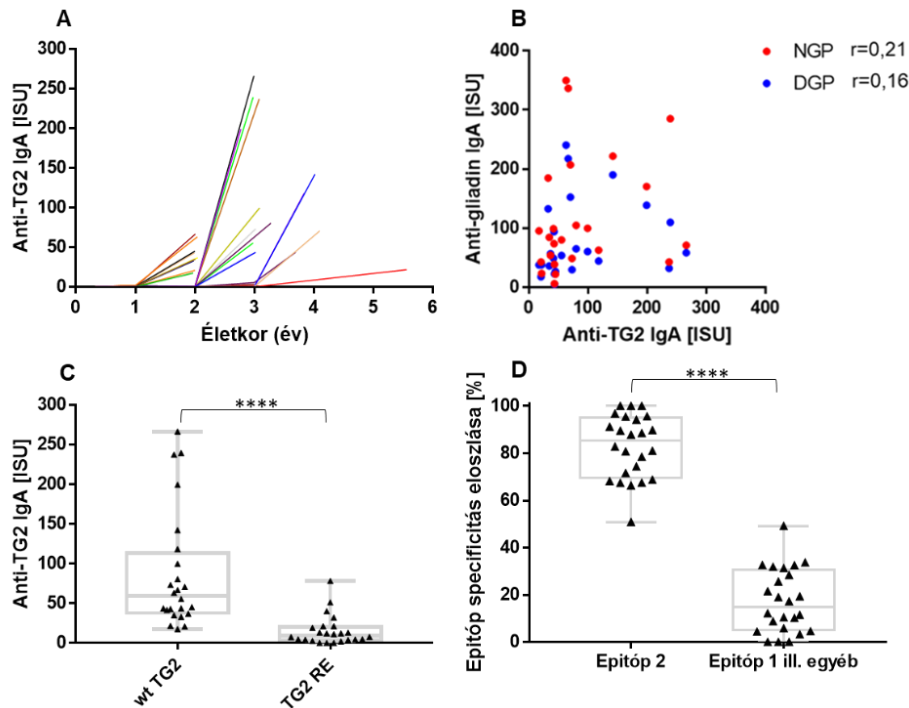 A
Anti-TG2 IgA [ISU]
300
250
200
150
100
50
0
0 1 2 3 4 5 6
Életkor (év)
B
NGP r=0,21
DGP r=0,16
Anti-gliadin IgA [ISU]
400
300
200
100
0
0 100 200 300 400
Anti-TG2 IgA [ISU]
C
****
Anti-TG2 IgA [ISU]
300
250
200
150
100
50
0
wt TG2
TG2 RE
D
****
Epitóp specificitás eloszlása [%]
100
80
60
40
20
0
Epitóp 2
Epitóp 1 ill. egyéb